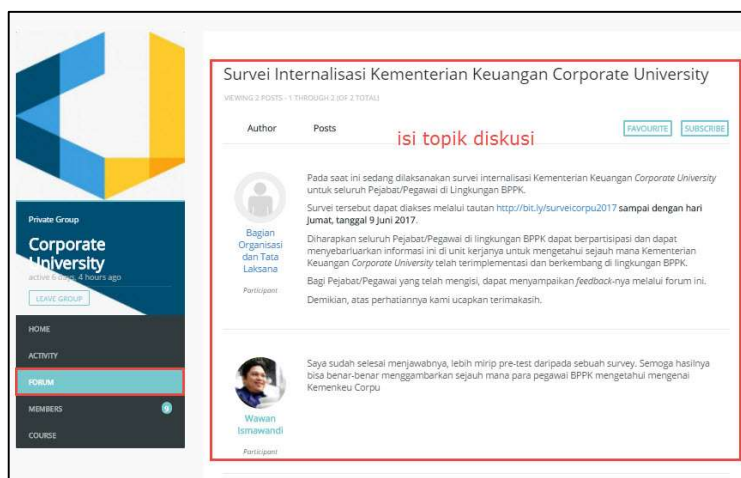 Survei Internalisasi Kementerian Keuangan Corporate University
VIEWING 2 POSTS - 1 THROUGH 2 (OF 2 TOTAL)
Author Posts
isi topik diskusi
FAVOURITE SUBSCRIBE
Pada saat ini sedang dilaksanakan survei internalisasi Kementerian Keuangan Corporate University
untuk seluruh Pejabat/Pegawai di Lingkungan BPPK.
Survei tersebut dapat diakses melalui tautan http://bit.ly/surveicorpu2017 sampai dengan hari
Jumat, tanggal 9 Juni 2017.
Diharapkan seluruh Pejabat/Pegawai di lingkungan BPPK dapat berpartisipasi dan dapat
menyebarluarkan informasi ini di unit kerjanya untuk mengetahui sejauh mana Kementerian
Keuangan Corporate University telah terimplementasi dan berkembang di lingkungan BPPK.
Bagi Pejabat/Pegawai yang telah mengisi, dapat menyampaikan feedback-nya melalui forum ini.
Demikian, atas perhatiannya kami ucapkan terimakasih.
Bagian
Organisasi
dan Tata
Laksana
Participant
Saya sudah selesai menjawabnya, lebih mirip pre-test daripada sebuah survey. Semoga hasilnya
bisa benar-benar menggambarkan sejauh mana para pegawai BPPK mengetahui mengenai
Kemenkeu Corpu
Wawan
Ismawandi
Participant
Private Group
Corporate
University
active 6 days, 4 hours ago
LEAVE GROUP
HOME
ACTIVITY
FORUM
MEMBERS 9
COURSE